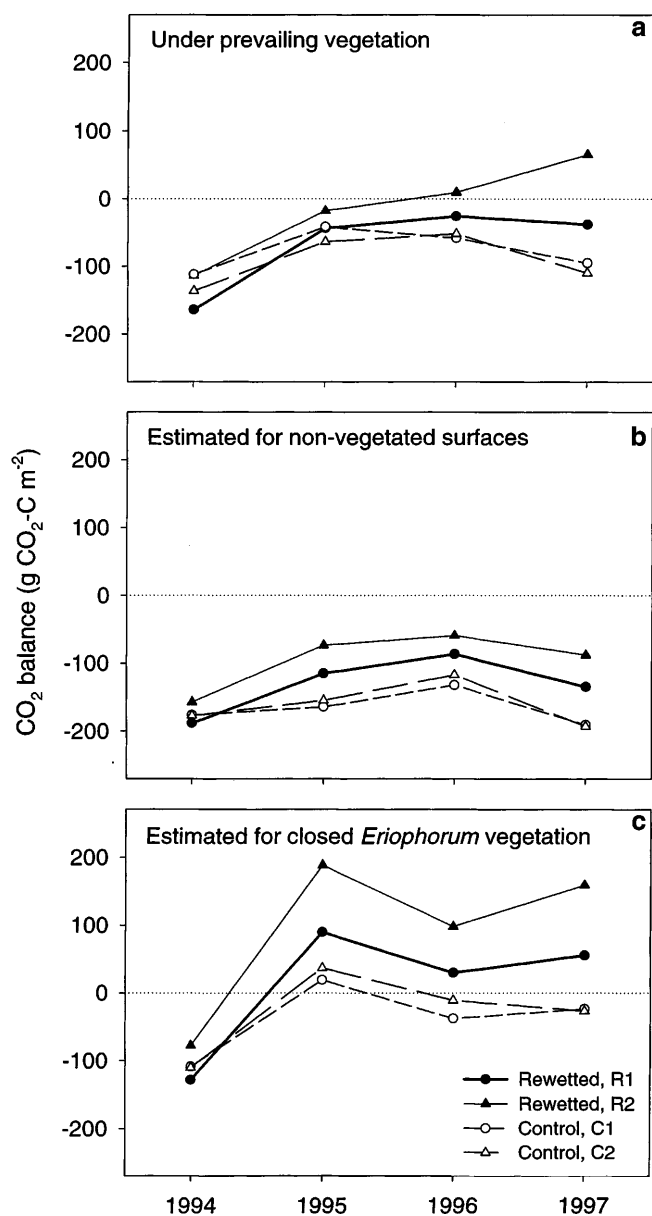 a
Under prevailing vegetation
200
100
0
-100
-200
b
Estimated for non-vegetated surfaces
200
100
0
-100
-200
CO₂ balance (g CO₂-C m⁻²)
c
Estimated for closed Eriophorum vegetation
200
100
0
-100
-200
Rewetted, R1
Rewetted, R2
Control, C1
Control, C2
1994 1995 1996 1997